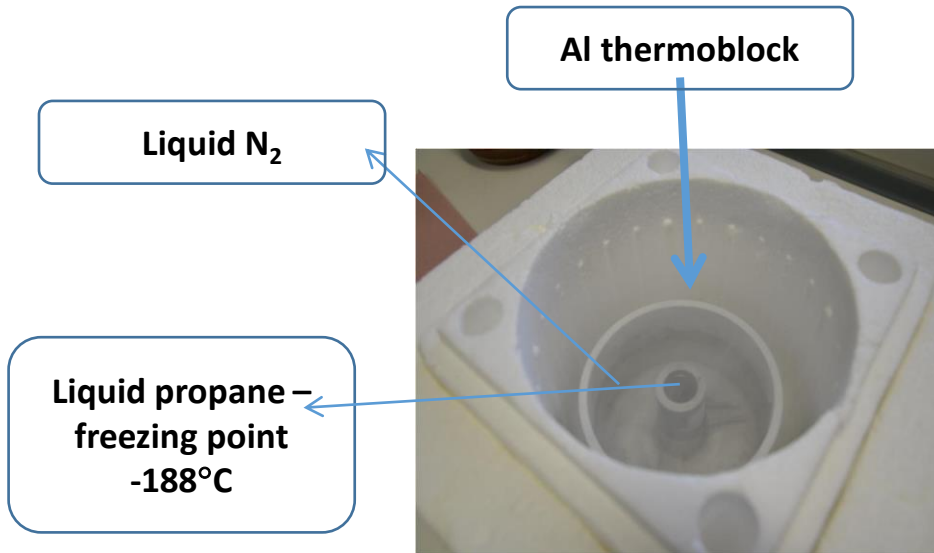 Al thermoblock
Liquid N₂
Liquid propane –
freezing point
-188°C